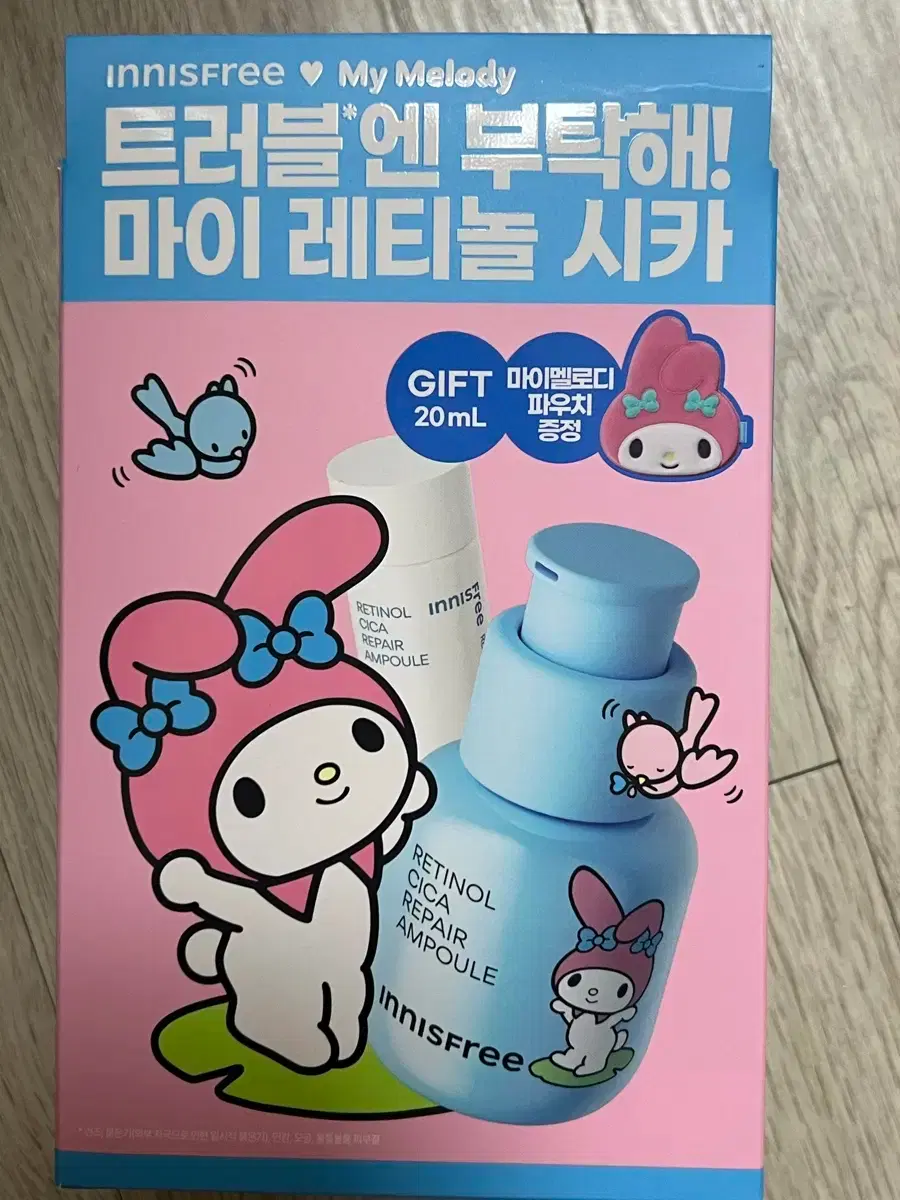 innisfree ♥ My Melody
트러블*엔 부탁해!
마이 레티놀 시카
GIFT
20mL
마이멜로디
파우치
증정
RETINOL
CICA
REPAIR
AMPOULE
innisfree
RETINOL
CICA
REPAIR
AMPOULE
innisfree